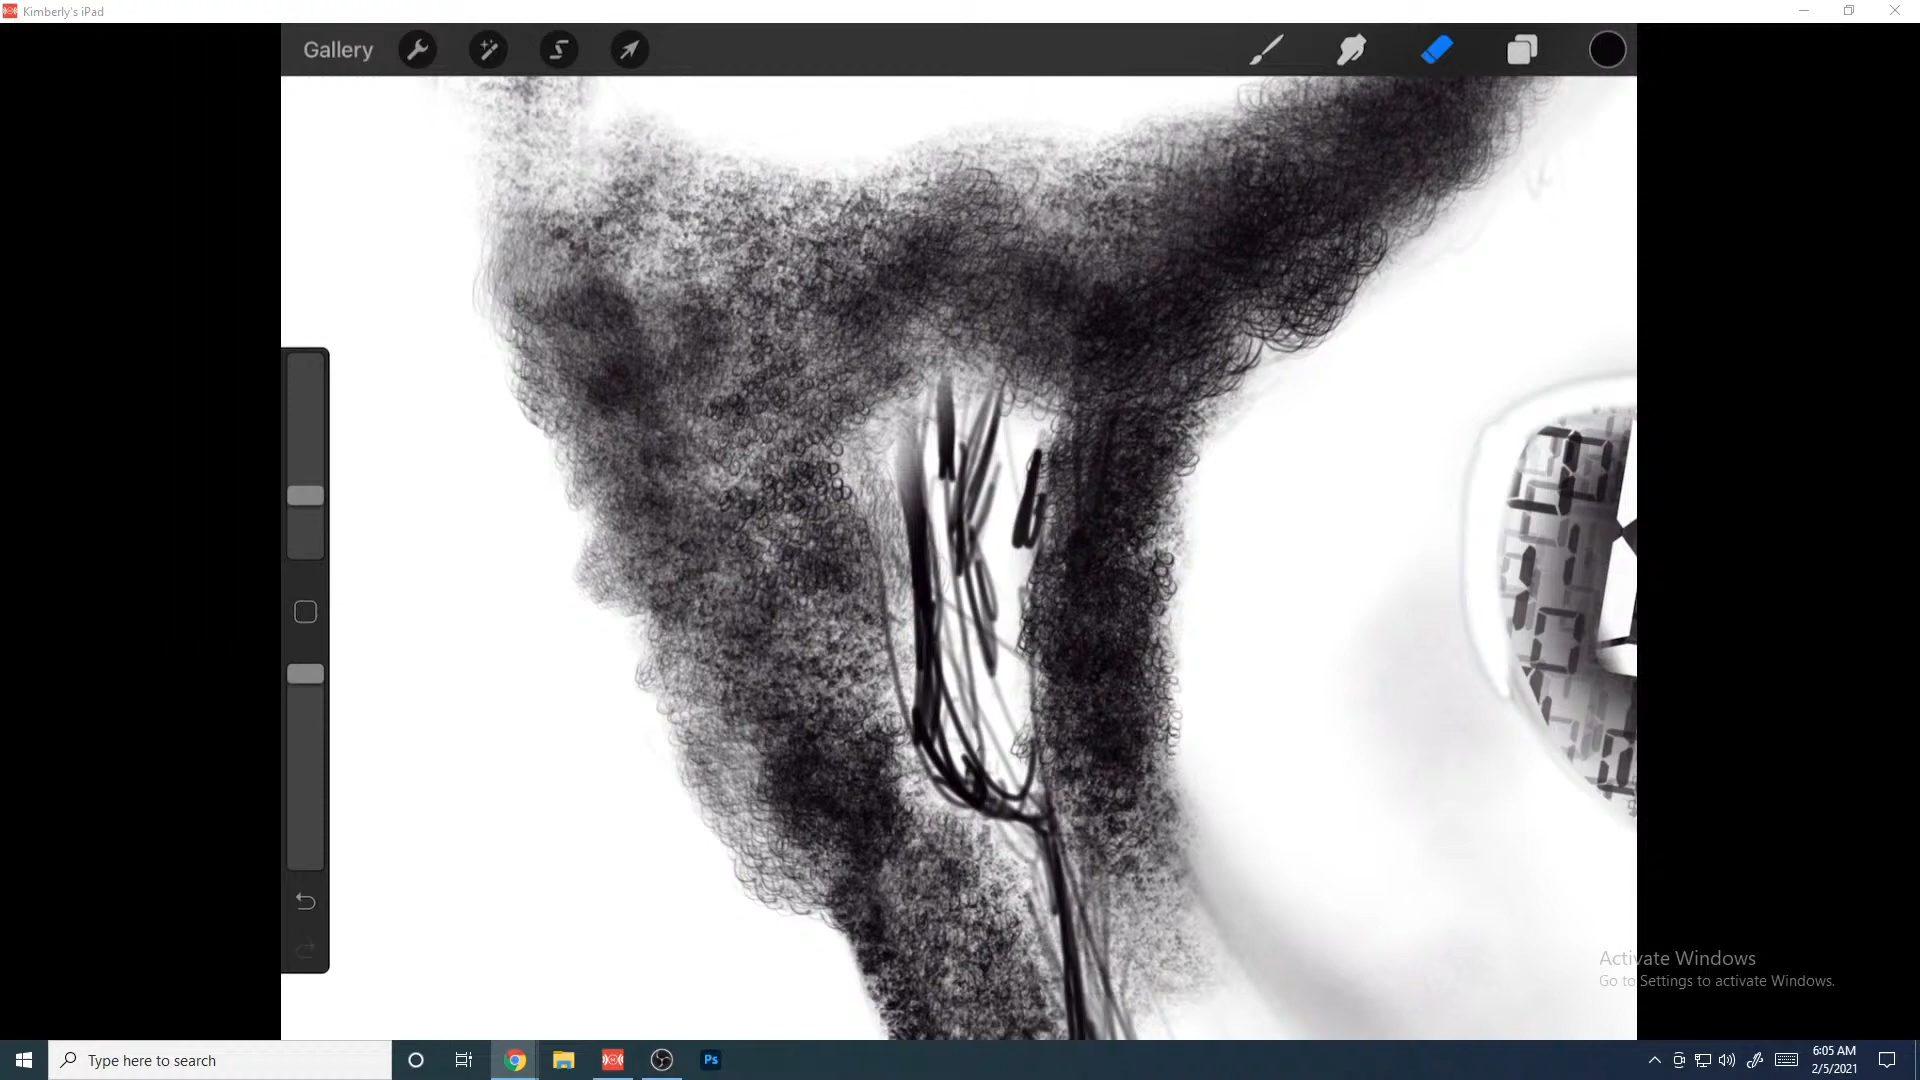 Kimberly's iPad
Gallery
Activate Windows
Go to Settings to activate Windows.
Type here to search
Ps
6:05 AM
2/5/2021